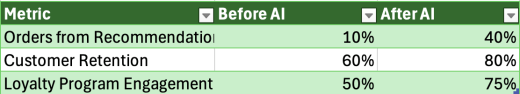 Metric Before AI After AI
Orders from Recommendatio 10% 40%
Customer Retention 60% 80%
Loyalty Program Engagement 50% 75%